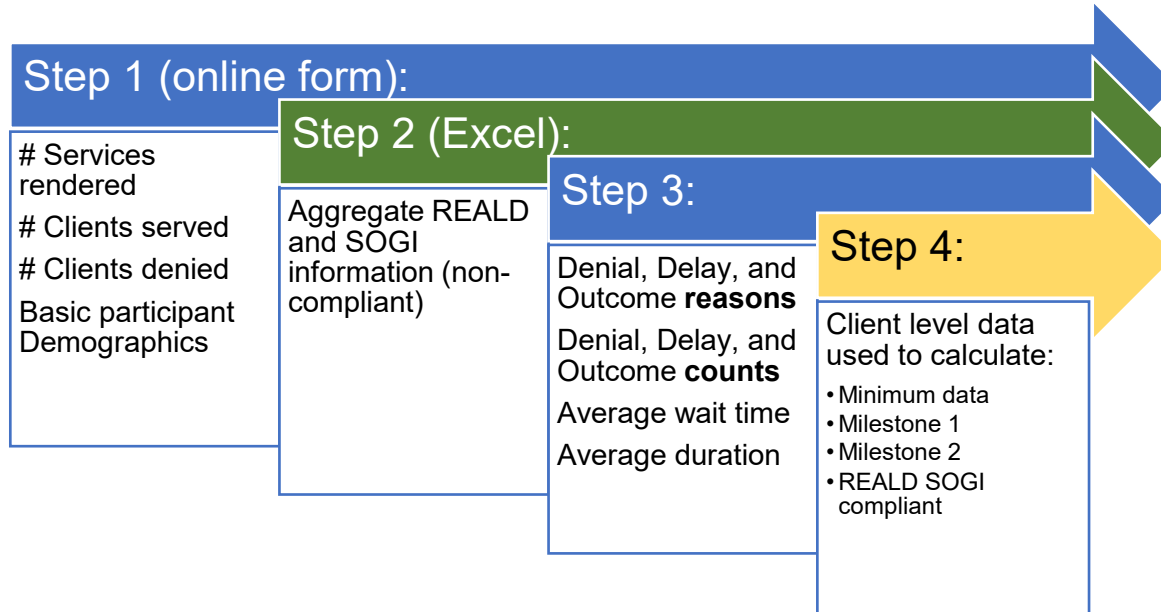 Step 1 (online form):
# Services
rendered
# Clients served
# Clients denied
Basic participant
Demographics
Step 2 (Excel):
Aggregate REALD
and SOGI
information (non-
compliant)
Step 3:
Denial, Delay, and
Outcome reasons
Denial, Delay, and
Outcome counts
Average wait time
Average duration
Step 4:
Client level data
used to calculate:
• Minimum data
• Milestone 1
• Milestone 2
• REALD SOGI
compliant